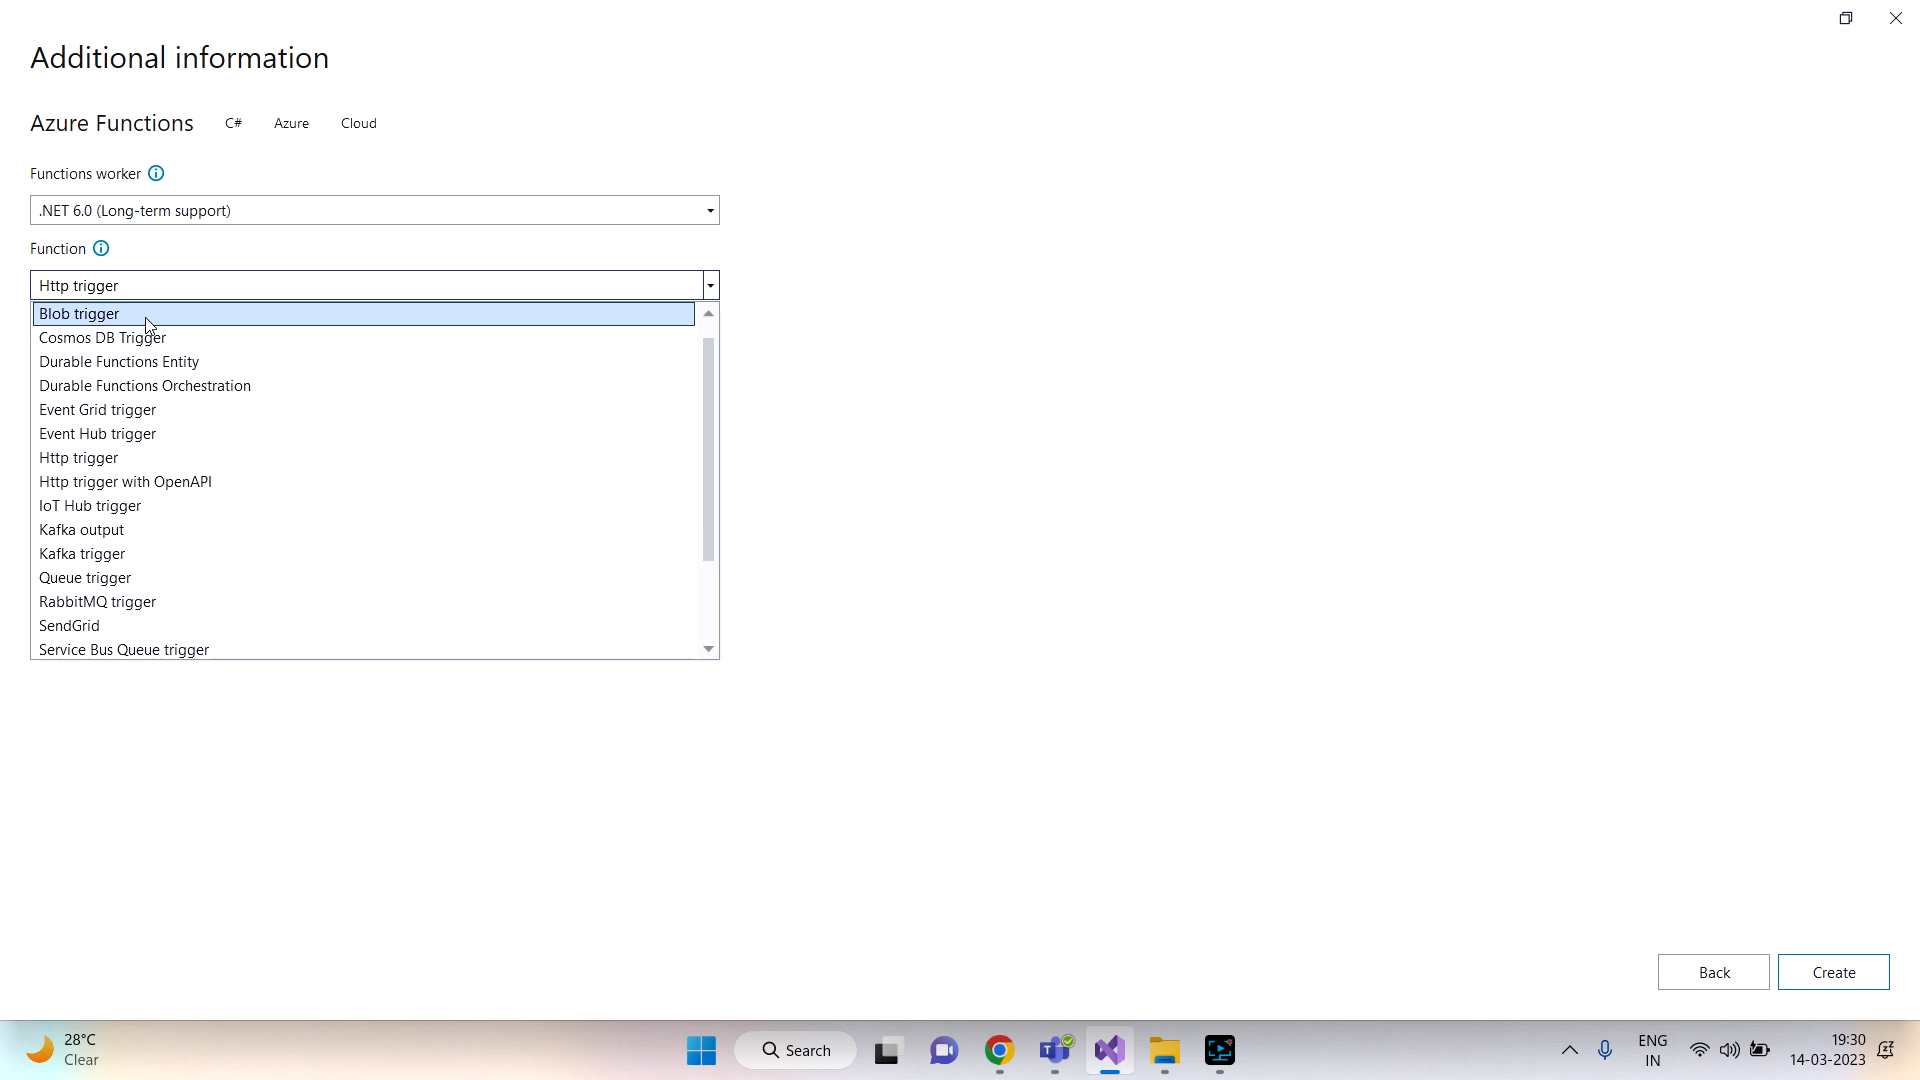 Additional information
Azure Functions C# Azure Cloud
Functions worker
.NET 6.0 (Long-term support)
Function
Http trigger
Blob trigger
Cosmos DB Trigger
Durable Functions Entity
Durable Functions Orchestration
Event Grid trigger
Event Hub trigger
Http trigger
Http trigger with OpenAPI
IoT Hub trigger
Kafka output
Kafka trigger
Queue trigger
RabbitMQ trigger
SendGrid
Service Bus Queue trigger
Back Create
28°C
Clear
Search
ENG
IN
19:30
14-03-2023